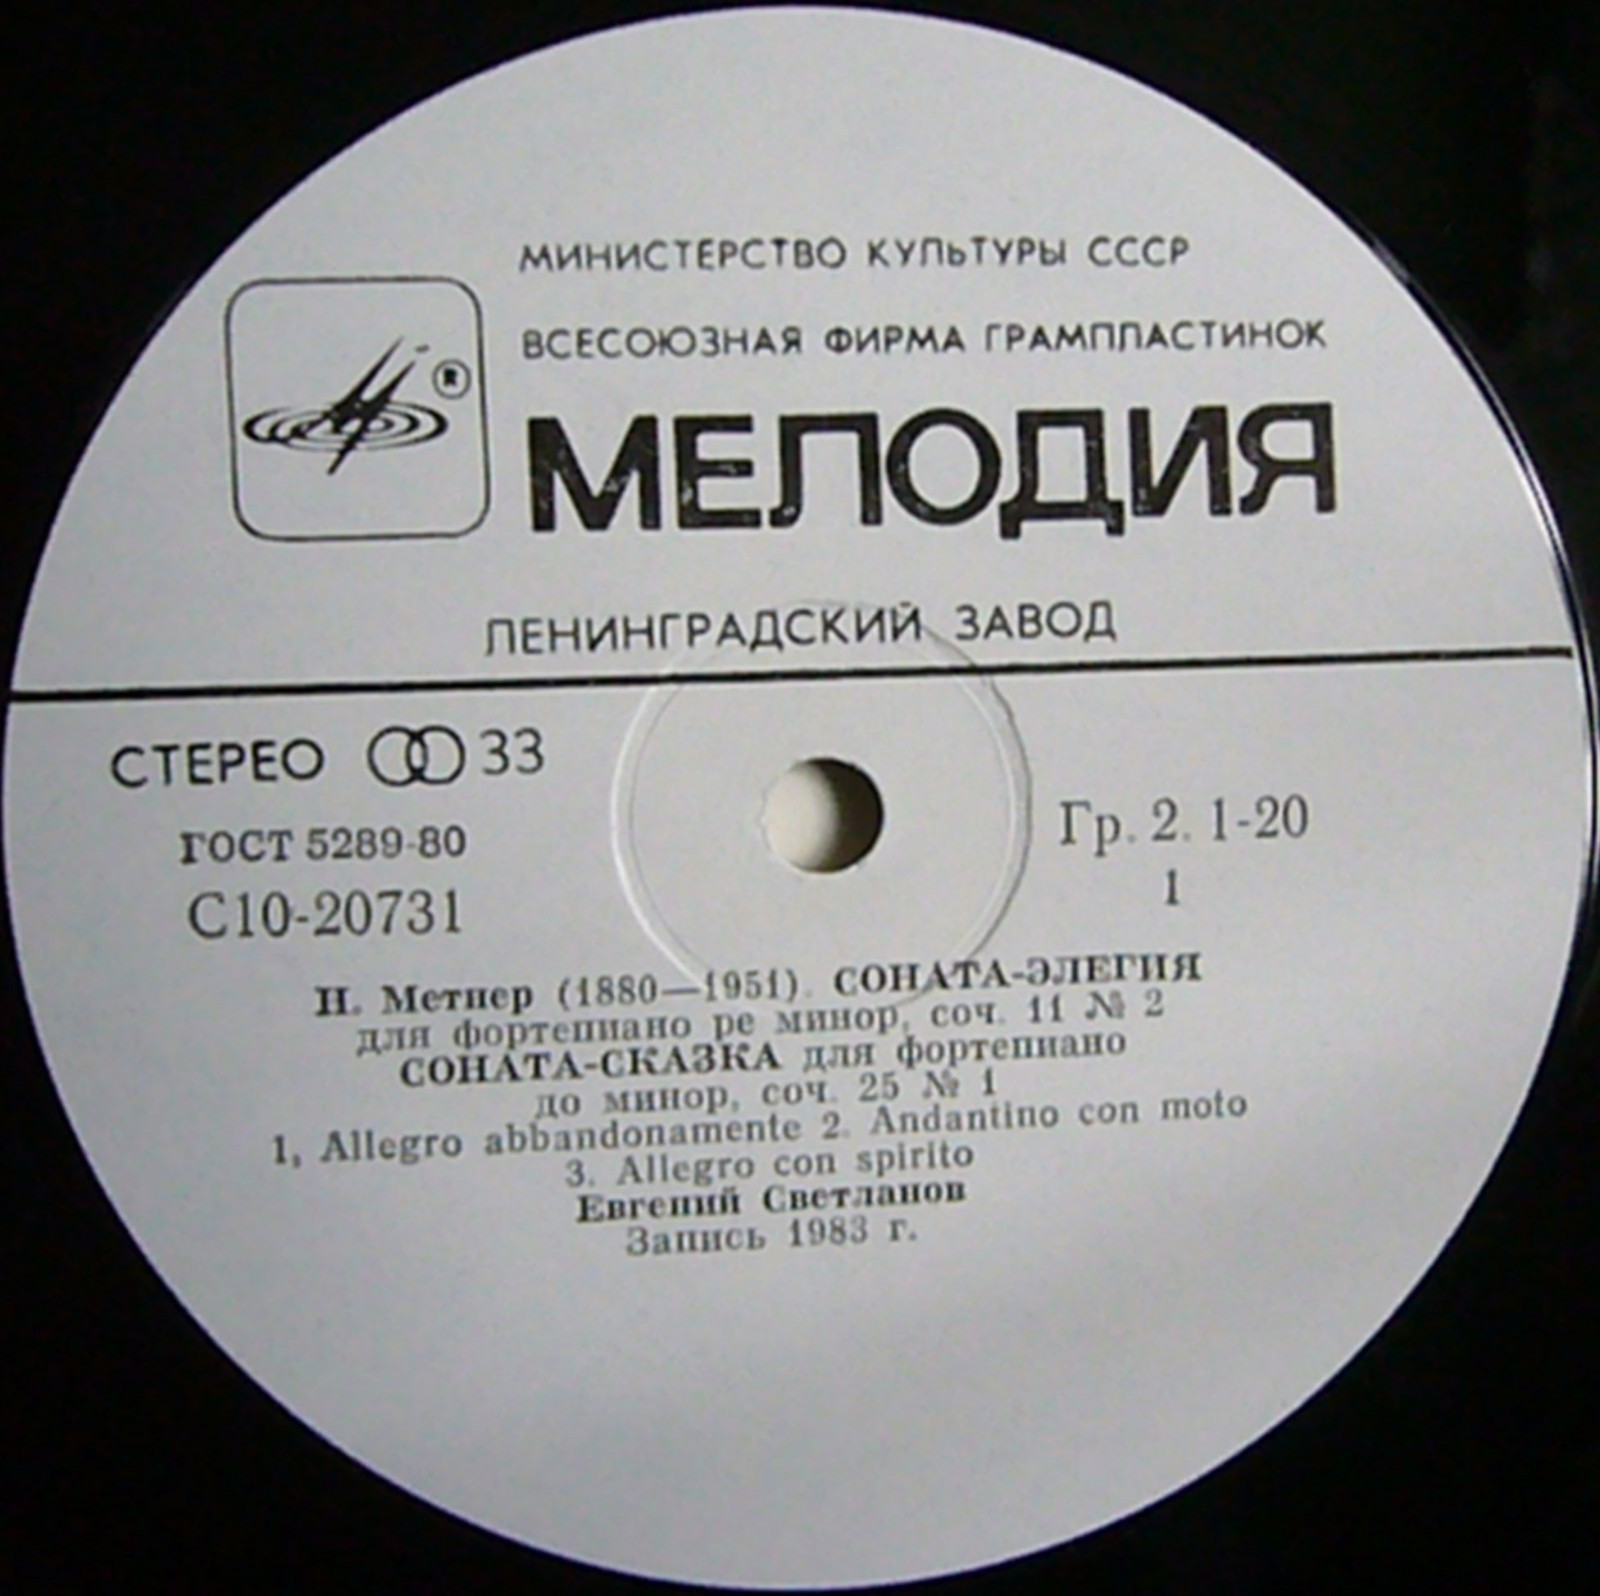 МИНИСТЕРСТВО КУЛЬТУРЫ СССР
ВСЕСОЮЗНАЯ ФИРМА ГРАМПЛАСТИНОК
®
МЕЛОДИЯ
ЛЕНИНГРАДСКИЙ ЗАВОД
СТЕРЕО 33
ГОСТ 5289-80
С10-20731
Гр. 2. 1-20
1
Н. Метнер (1880—1951). СОНАТА-ЭЛЕГИЯ
для фортепиано ре минор, соч. 11 № 2
СОНАТА-СКАЗКА для фортепиано
до минор, соч. 25 № 1
1, Allegro abbandonamente 2. Andantino con moto
3. Allegro con spirito
Евгений Светланов
Запись 1983 г.